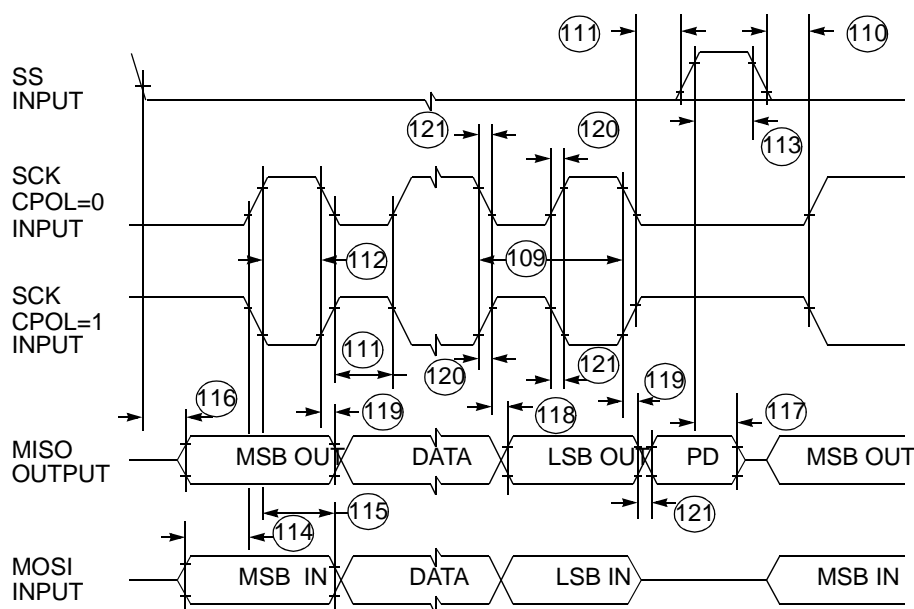 111
110
SS
INPUT
121
120
113
SCK
CPOL=0
INPUT
112
109
SCK
CPOL=1
INPUT
111
120
121
116
119
118
119
117
MISO
OUTPUT
MSB OUT
DATA
LSB OUT
PD
MSB OUT
114
115
121
MOSI
INPUT
MSB IN
DATA
LSB IN
MSB IN